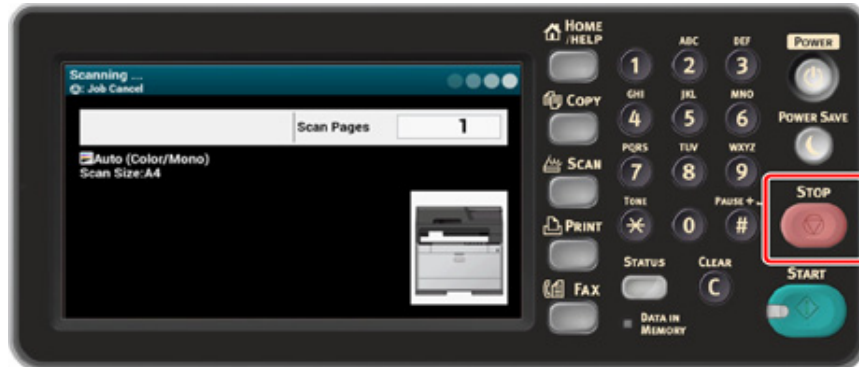 Scanning ...
: Job Cancel
Scan Pages 1
Auto (Color/Mono)
Scan Size:A4
HOME
/HELP
COPY
SCAN
PRINT
FAX
ABC DEF
1 2 3
GHI JKL MNO
4 5 6
PQRS TUV WXYZ
7 8 9
TONE PAUSE + -
* 0 #
STATUS CLEAR
C
DATA IN
MEMORY
POWER
POWER SAVE
STOP
START